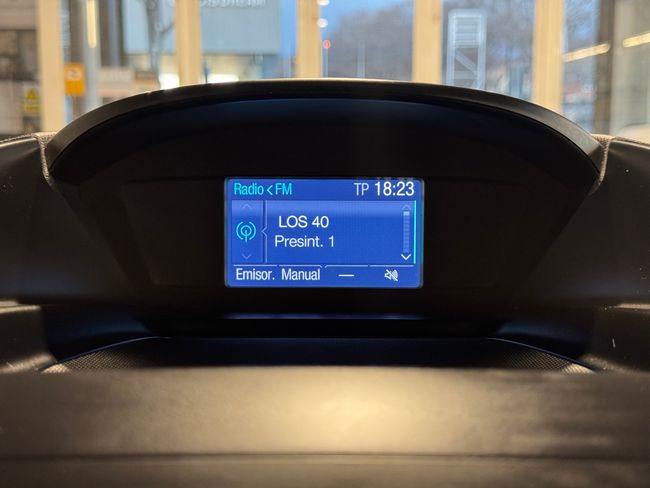 Radio < FM TP 18:23
LOS 40
Presint. 1
Emisor. Manual —